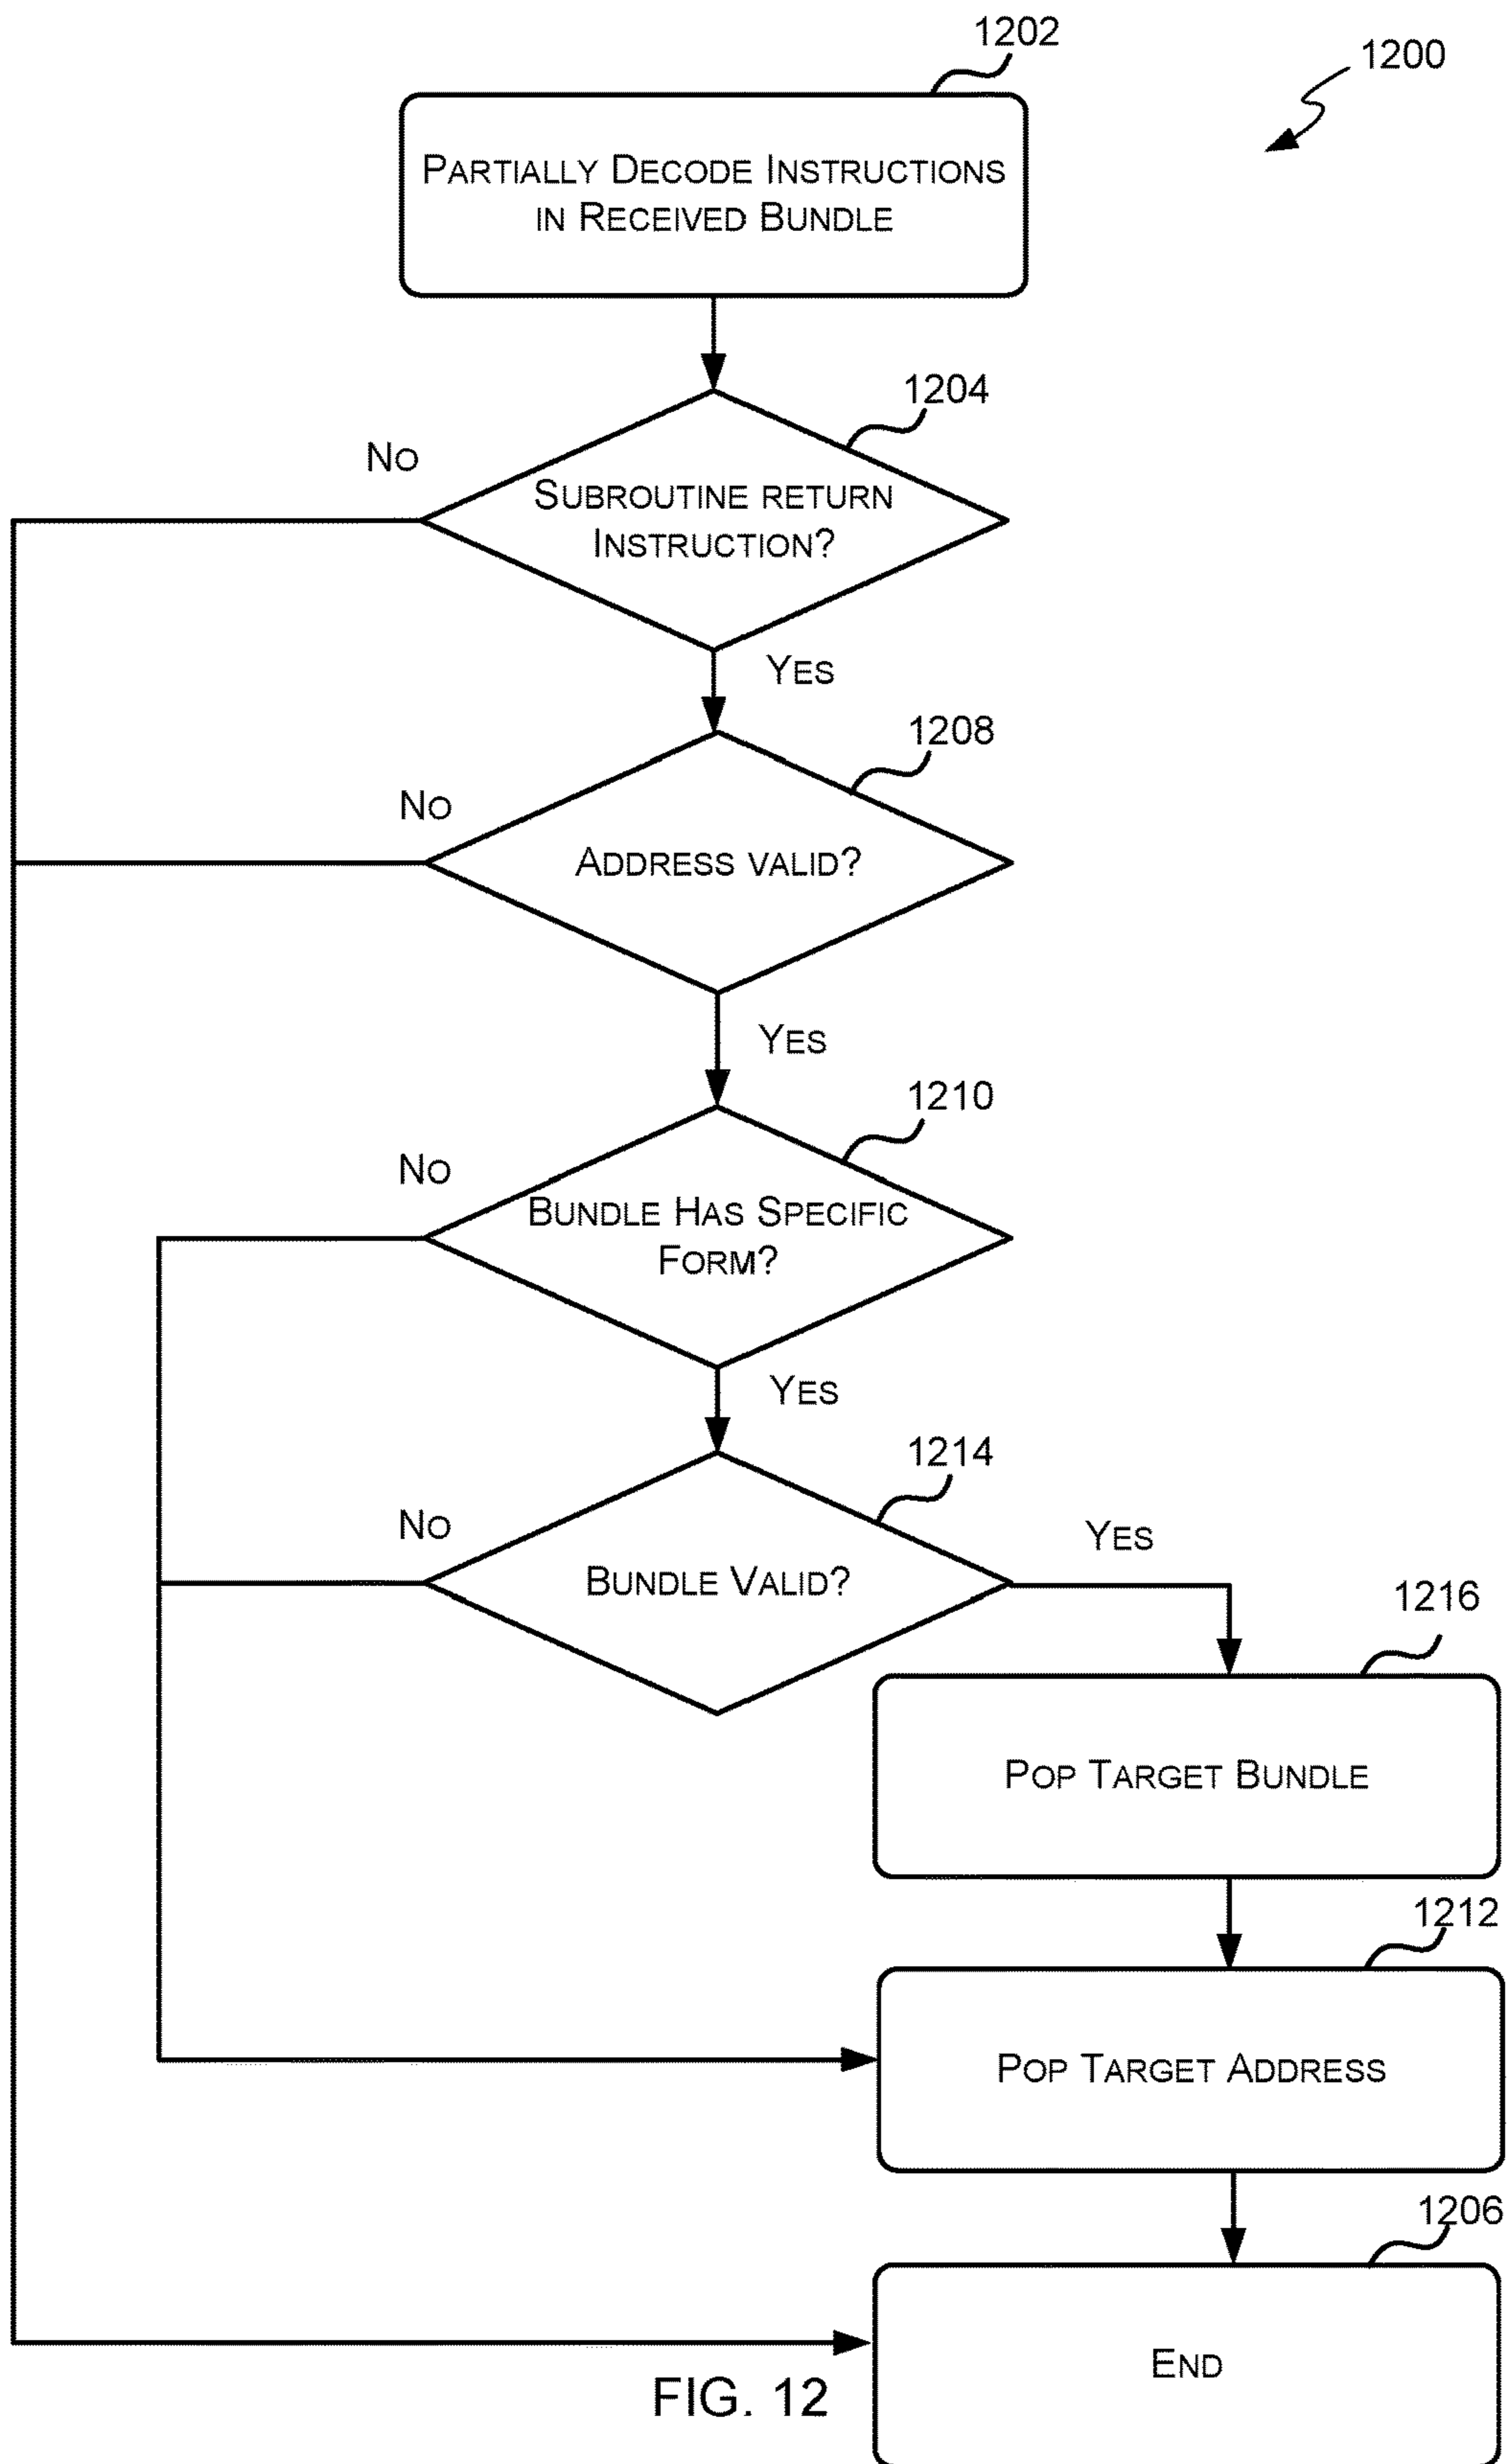 1202
1200
PARTIALLY DECODE INSTRUCTIONS
IN RECEIVED BUNDLE
1204
NO
SUBROUTINE RETURN
INSTRUCTION?
YES
1208
NO
ADDRESS VALID?
YES
1210
NO
BUNDLE HAS SPECIFIC
FORM?
YES
1214
NO
YES
BUNDLE VALID?
1216
POP TARGET BUNDLE
1212
POP TARGET ADDRESS
1206
END
FIG. 12